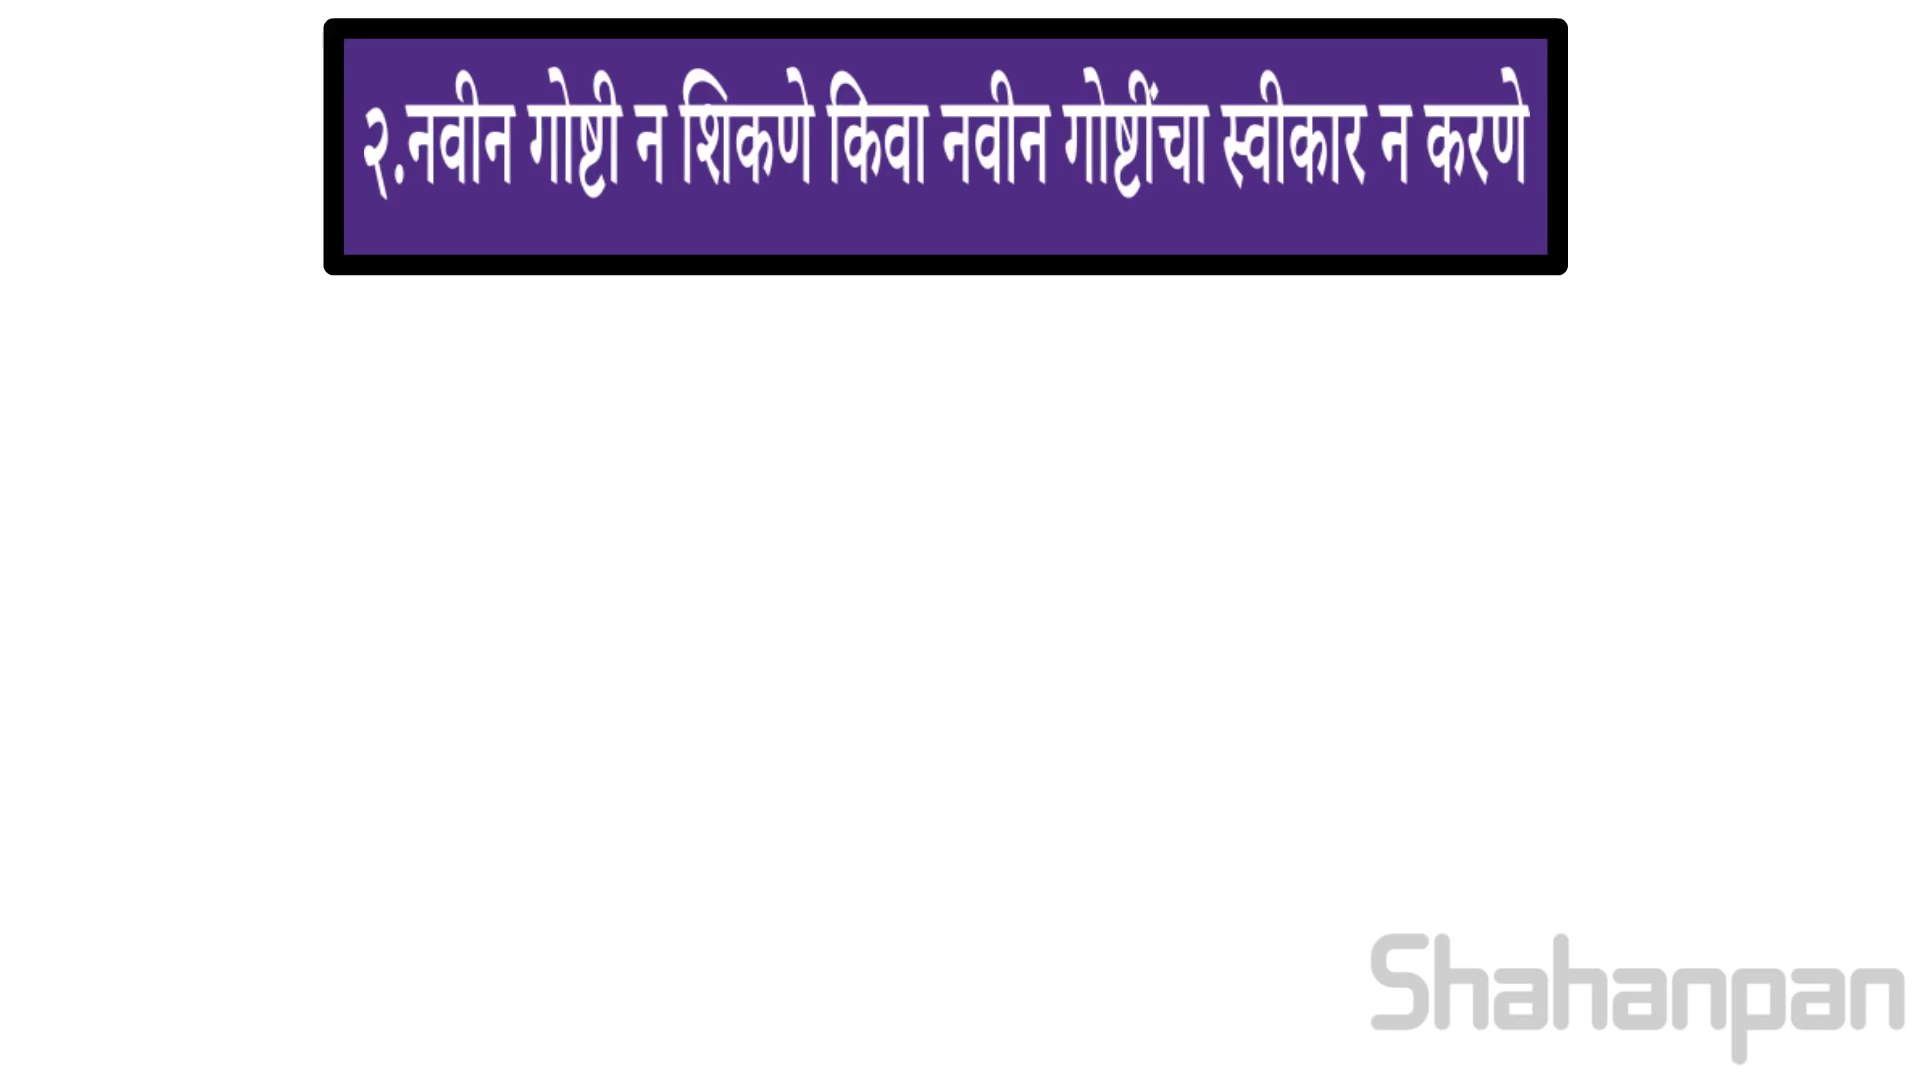 २.नवीन गोष्टी न शिकणे किवा नवीन गोष्टींचा स्वीकार न करणे
Shahanpan